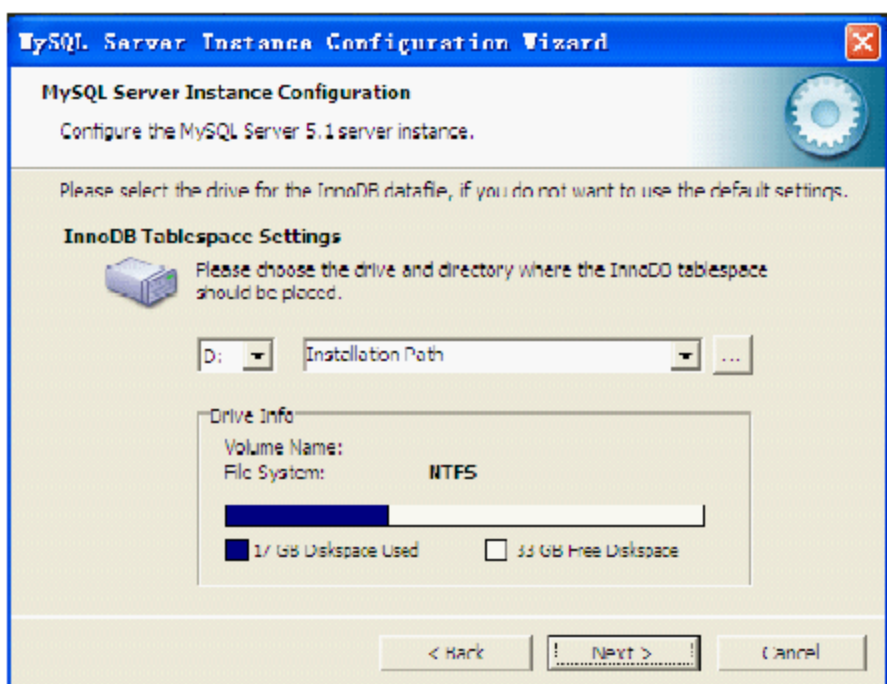 MySQL Server Instance Configuration Wizard
MySQL Server Instance Configuration
Configure the MySQL Server 5.1 server instance.
Please select the drive for the InnoDB datafile, if you do not want to use the default settings.
InnoDB Tablespace Settings
Please choose the drive and directory where the InnoDB tablespace
should be placed.
D: Installation Path ...
Drive Info
Volume Name:
File System: NTFS
17 GB Diskspace Used 33 GB Free Diskspace
< Back Next > Cancel